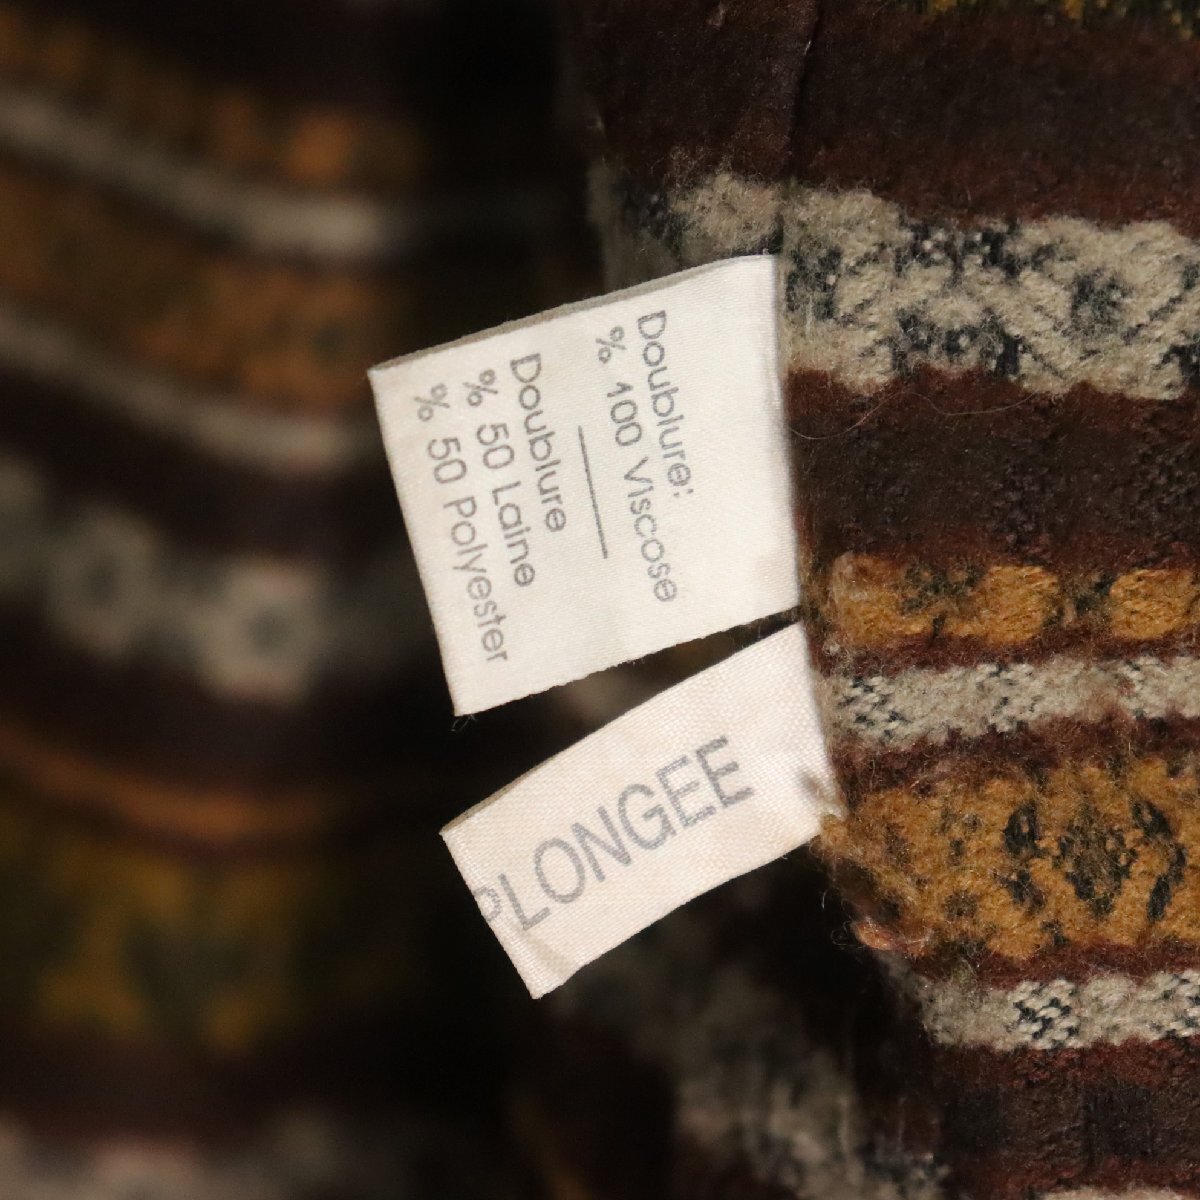 Doublure:
% 100 Viscose
Doublure
% 50 Laine
% 50 Polyester
PLONGEE